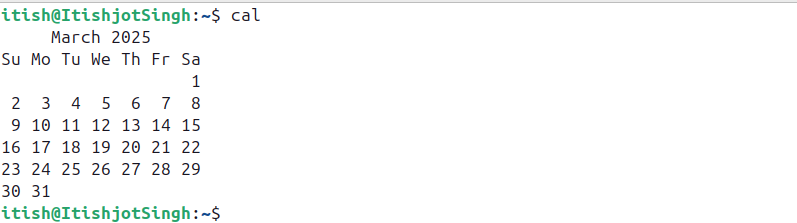 itish@ItishjotSingh:~$ cal
     March 2025
Su Mo Tu We Th Fr Sa
                   1
 2  3  4  5  6  7  8
 9 10 11 12 13 14 15
16 17 18 19 20 21 22
23 24 25 26 27 28 29
30 31
itish@ItishjotSingh:~$